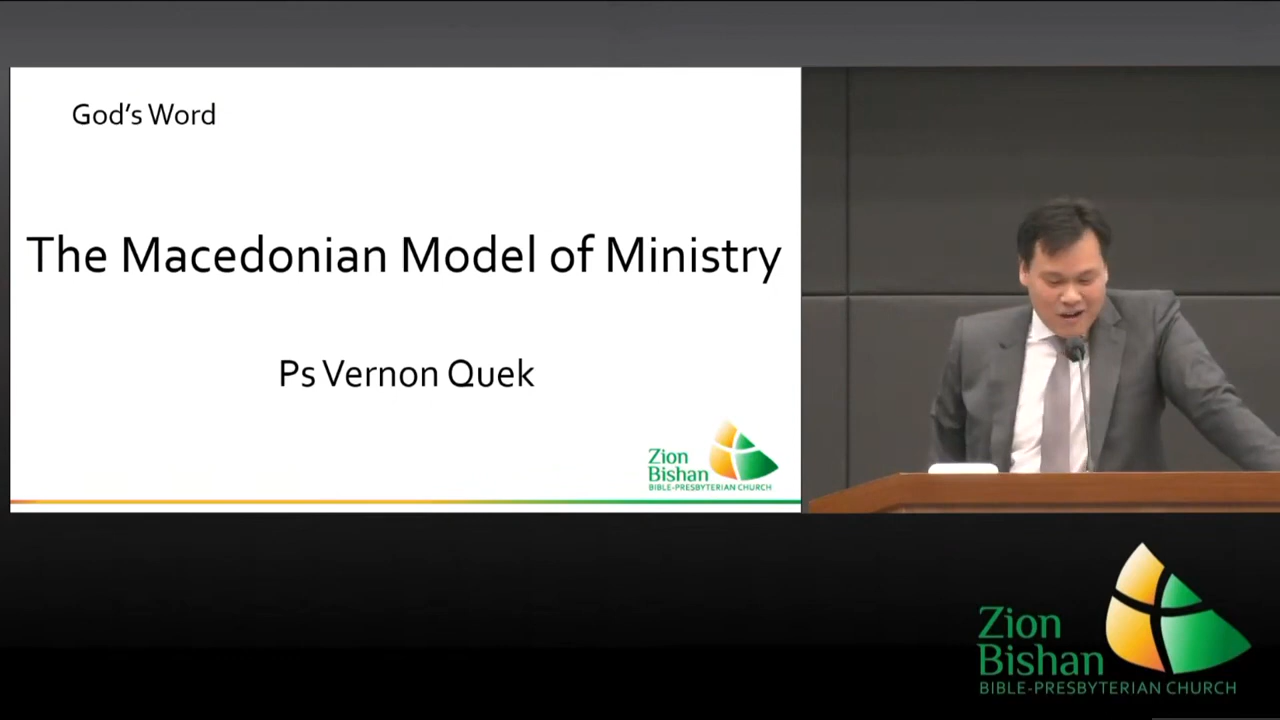 God's Word
The Macedonian Model of Ministry
Ps Vernon Quek
Zion
Bishan
BIBLE-PRESBYTERIAN CHURCH
Zion
Bishan
BIBLE-PRESBYTERIAN CHURCH